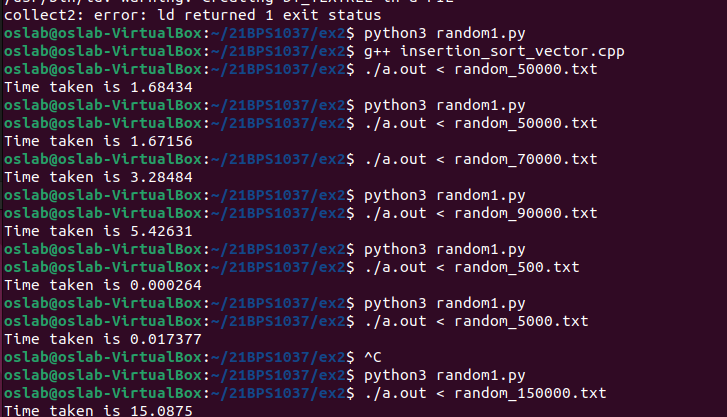 collect2: error: ld returned 1 exit status
oslab@oslab-VirtualBox:~/21BPS1037/ex2$ python3 random1.py
oslab@oslab-VirtualBox:~/21BPS1037/ex2$ g++ insertion_sort_vector.cpp
oslab@oslab-VirtualBox:~/21BPS1037/ex2$ ./a.out < random_50000.txt
Time taken is 1.68434
oslab@oslab-VirtualBox:~/21BPS1037/ex2$ python3 random1.py
oslab@oslab-VirtualBox:~/21BPS1037/ex2$ ./a.out < random_50000.txt
Time taken is 1.67156
oslab@oslab-VirtualBox:~/21BPS1037/ex2$ ./a.out < random_70000.txt
Time taken is 3.28484
oslab@oslab-VirtualBox:~/21BPS1037/ex2$ python3 random1.py
oslab@oslab-VirtualBox:~/21BPS1037/ex2$ ./a.out < random_90000.txt
Time taken is 5.42631
oslab@oslab-VirtualBox:~/21BPS1037/ex2$ python3 random1.py
oslab@oslab-VirtualBox:~/21BPS1037/ex2$ ./a.out < random_500.txt
Time taken is 0.000264
oslab@oslab-VirtualBox:~/21BPS1037/ex2$ python3 random1.py
oslab@oslab-VirtualBox:~/21BPS1037/ex2$ ./a.out < random_5000.txt
Time taken is 0.017377
oslab@oslab-VirtualBox:~/21BPS1037/ex2$ ^C
oslab@oslab-VirtualBox:~/21BPS1037/ex2$ python3 random1.py
oslab@oslab-VirtualBox:~/21BPS1037/ex2$ ./a.out < random_150000.txt
Time taken is 15.0875